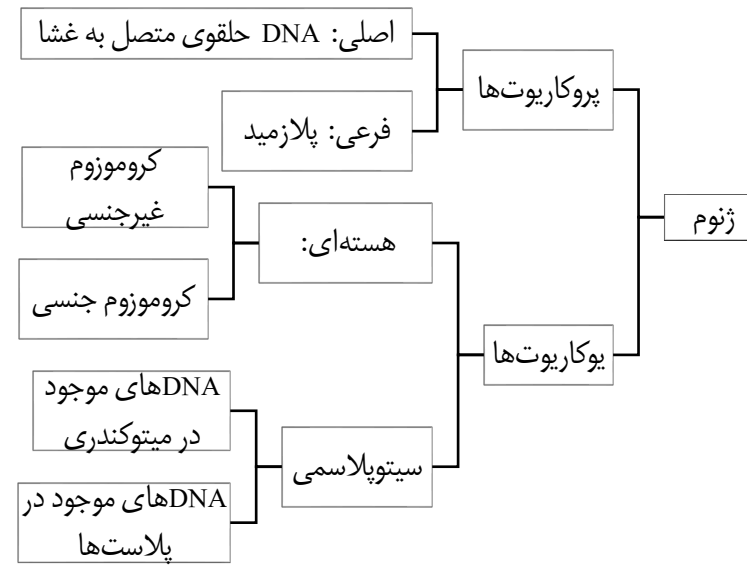 ژنوم
پروکاریوت‌ها
اصلی: DNA حلقوی متصل به غشا
فرعی: پلازمید
یوکاریوت‌ها
هسته‌ای:
کروموزوم
غیرجنسی
کروموزوم جنسی
سیتوپلاسمی
DNAهای موجود
در میتوکندری
DNAهای موجود در
پلاست‌ها